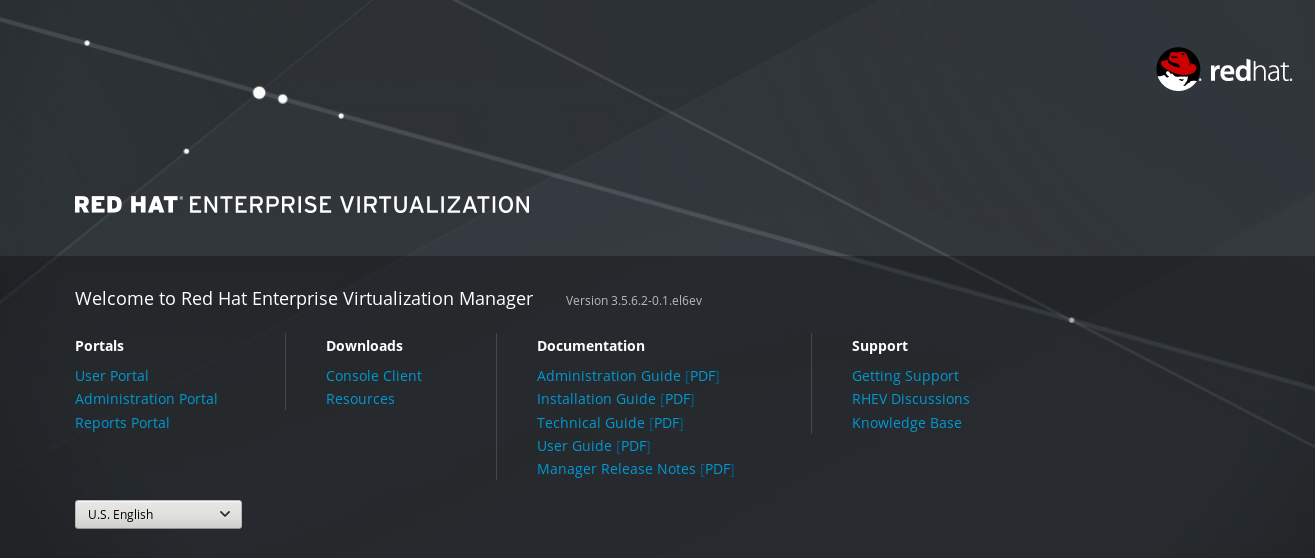 redhat.
RED HAT® ENTERPRISE VIRTUALIZATION
Welcome to Red Hat Enterprise Virtualization Manager Version 3.5.6.2-0.1.el6ev
Portals
User Portal
Administration Portal
Reports Portal
Downloads
Console Client
Resources
Documentation
Administration Guide [PDF]
Installation Guide [PDF]
Technical Guide [PDF]
User Guide [PDF]
Manager Release Notes [PDF]
Support
Getting Support
RHEV Discussions
Knowledge Base
U.S. English